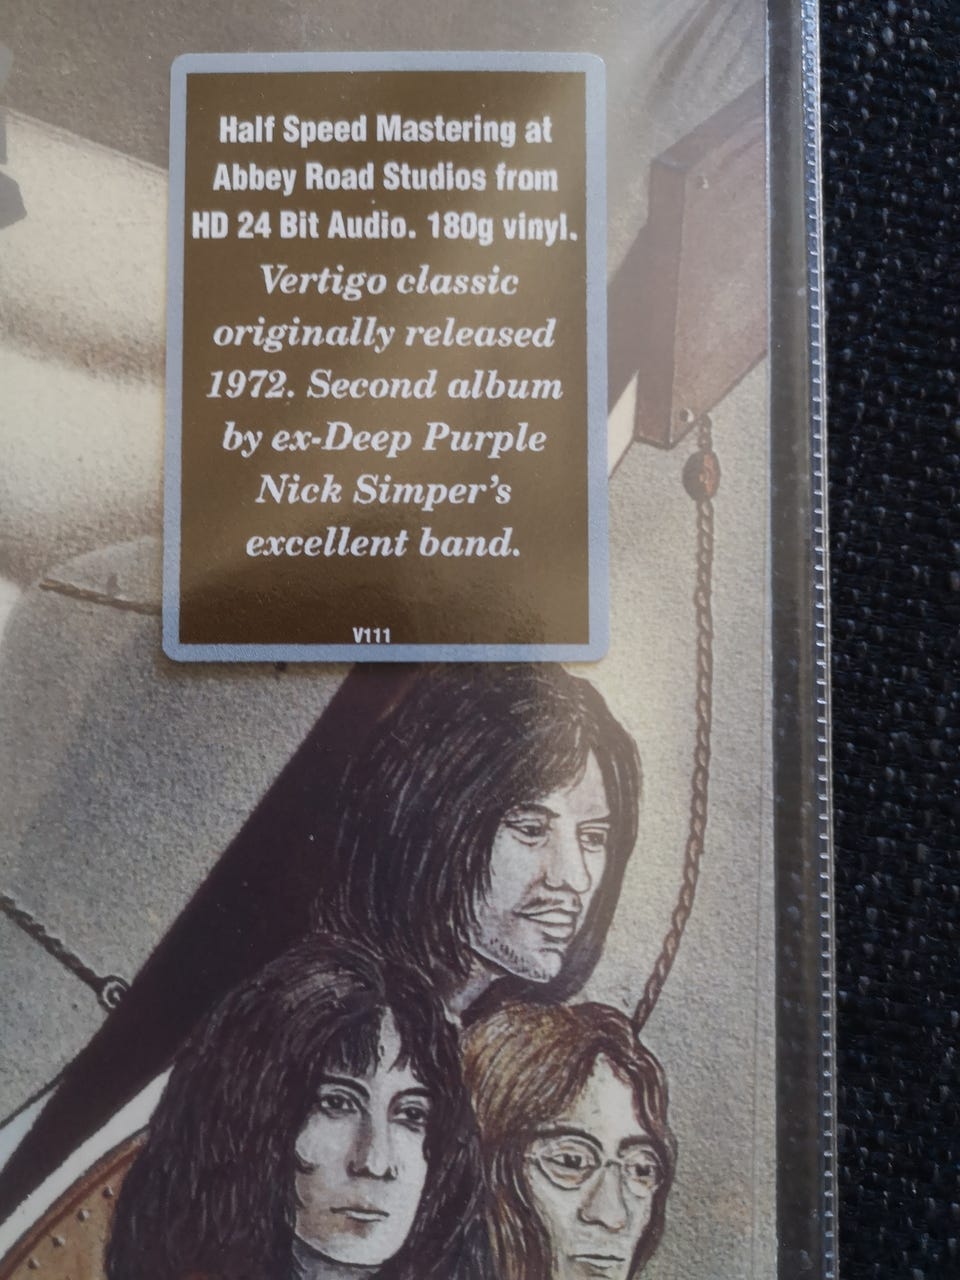 Half Speed Mastering at
Abbey Road Studios from
HD 24 Bit Audio. 180g vinyl.
Vertigo classic
originally released
1972. Second album
by ex-Deep Purple
Nick Simper's
excellent band.
V111